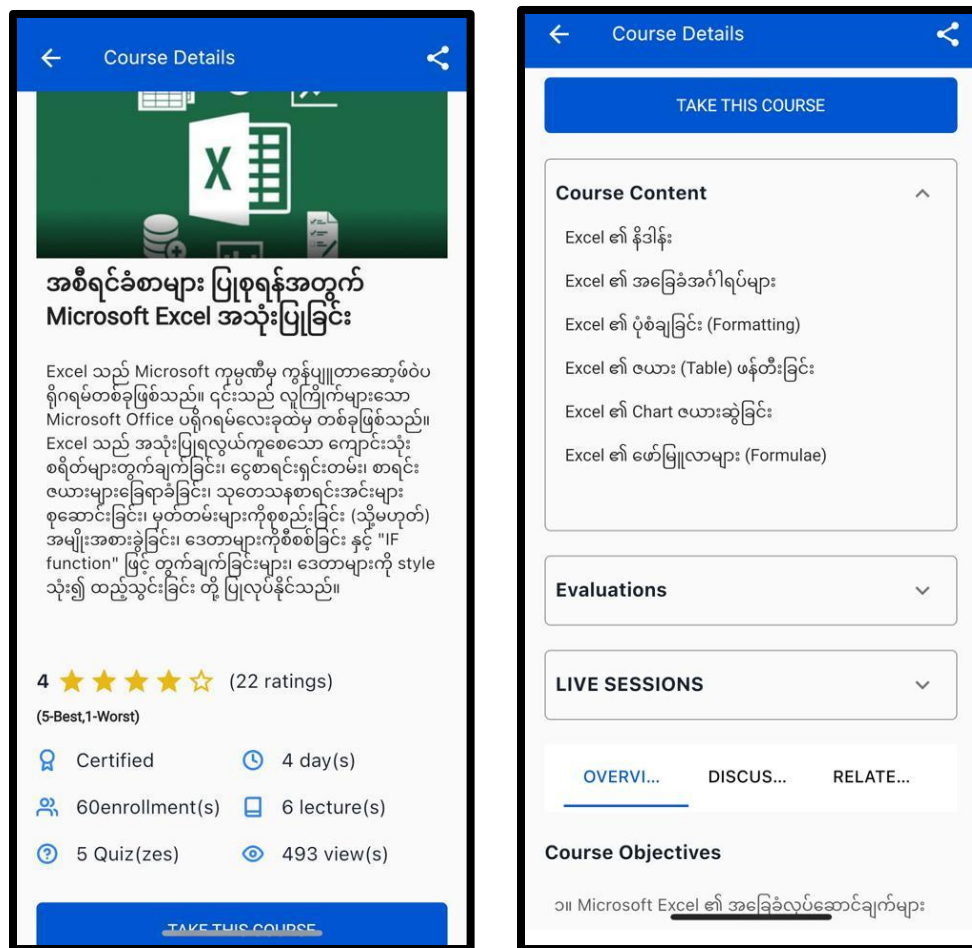 Course Details
X
အစီရင်ခံစာများ ပြုစုရန်အတွက်
Microsoft Excel အသုံးပြုခြင်း
Excel သည် Microsoft ကုမ္ပဏီမှ ကွန်ပျူတာဆော့ဖ်ဝဲပ
ရိုဂရမ်တစ်ခုဖြစ်သည်။ ၎င်းသည် လူကြိုက်များသော
Microsoft Office ပရိုဂရမ်လေးခုထဲမှ တစ်ခုဖြစ်သည်။
Excel သည် အသုံးပြုရလွယ်ကူစေသော ကျောင်းသုံး
စရိတ်များတွက်ချက်ခြင်း၊ ငွေစာရင်းရှင်းတမ်း၊ စာရင်း
ဇယားများခြေရာခံခြင်း၊ သုတေသနစာရင်းအင်းများ
စုဆောင်းခြင်း၊ မှတ်တမ်းများကိုစုစည်းခြင်း (သို့မဟုတ်)
အမျိုးအစားခွဲခြင်း၊ ဒေတာများကိုစီစစ်ခြင်း နှင့် "IF
function" ဖြင့် တွက်ချက်ခြင်းများ၊ ဒေတာများကို style
သုံး၍ ထည့်သွင်းခြင်း တို့ ပြုလုပ်နိုင်သည်။
4 (22 ratings)
(5-Best,1-Worst)
Certified 4 day(s)
60enrollment(s) 6 lecture(s)
5 Quiz(zes) 493 view(s)
TAKE THIS COURSE
Course Details
TAKE THIS COURSE
Course Content
Excel ၏ နိဒါန်း
Excel ၏ အခြေခံအင်္ဂါရပ်များ
Excel ၏ ပုံစံချခြင်း (Formatting)
Excel ၏ ဇယား (Table) ဖန်တီးခြင်း
Excel ၏ Chart ဇယားဆွဲခြင်း
Excel ၏ ဖော်မြူလာများ (Formulae)
Evaluations
LIVE SESSIONS
OVERVI... DISCUS... RELATE...
Course Objectives
၁။ Microsoft Excel ၏ အခြေခံလုပ်ဆောင်ချက်များ